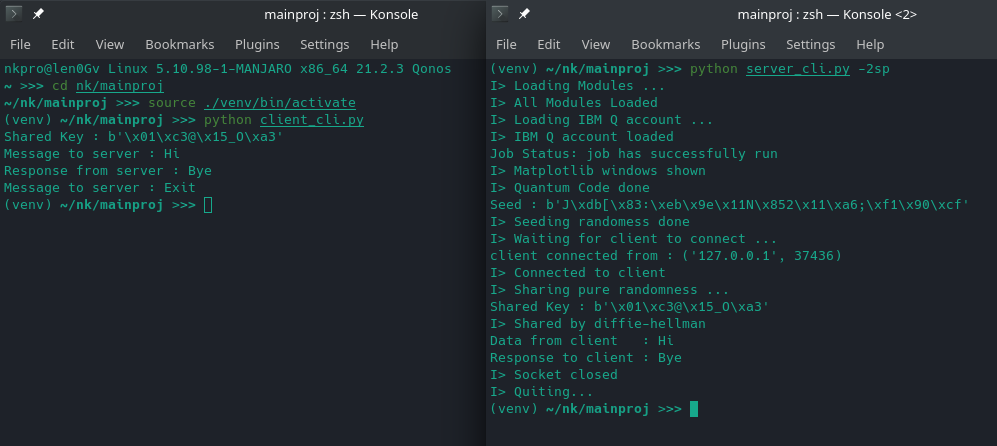 mainproj : zsh — Konsole
File Edit View Bookmarks Plugins Settings Help
nkpro@len0Gv Linux 5.10.98-1-MANJARO x86_64 21.2.3 Qonos
~ >>> cd nk/mainproj
~/nk/mainproj >>> source ./venv/bin/activate
(venv) ~/nk/mainproj >>> python client_cli.py
Shared Key : b'\x01\xc3@\x15_O\xa3'
Message to server : Hi
Response from server : Bye
Message to server : Exit
(venv) ~/nk/mainproj >>>
mainproj : zsh — Konsole <2>
File Edit View Bookmarks Plugins Settings Help
(venv) ~/nk/mainproj >>> python server_cli.py -2sp
I> Loading Modules ...
I> All Modules Loaded
I> Loading IBM Q account ...
I> IBM Q account loaded
Job Status: job has successfully run
I> Matplotlib windows shown
I> Quantum Code done
Seed : b'J\xdb[\x83:\xeb\x9e\x11N\x852\x11\xa6;\xf1\x90\xcf'
I> Seeding randomess done
I> Waiting for client to connect ...
client connected from : ('127.0.0.1', 37436)
I> Connected to client
I> Sharing pure randomness ...
Shared Key : b'\x01\xc3@\x15_O\xa3'
I> Shared by diffie-hellman
Data from client   : Hi
Response to client : Bye
I> Socket closed
I> Quiting...
(venv) ~/nk/mainproj >>>